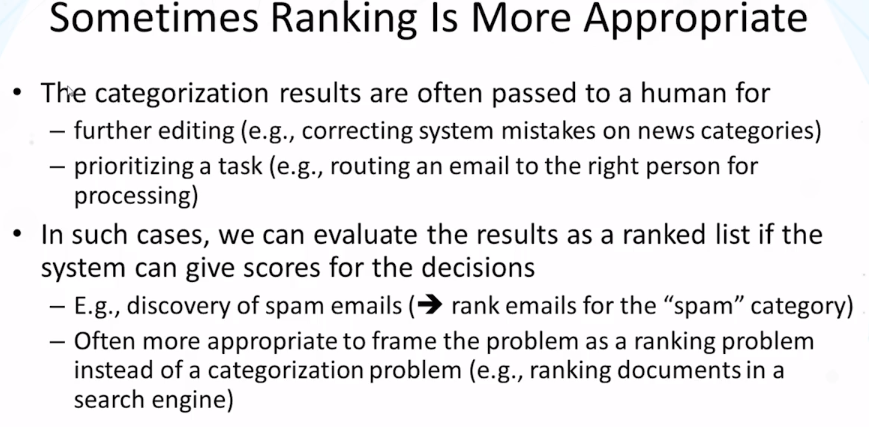 Sometimes Ranking Is More Appropriate
• The categorization results are often passed to a human for
– further editing (e.g., correcting system mistakes on news categories)
– prioritizing a task (e.g., routing an email to the right person for
processing)
• In such cases, we can evaluate the results as a ranked list if the
system can give scores for the decisions
– E.g., discovery of spam emails (➔ rank emails for the “spam” category)
– Often more appropriate to frame the problem as a ranking problem
instead of a categorization problem (e.g., ranking documents in a
search engine)